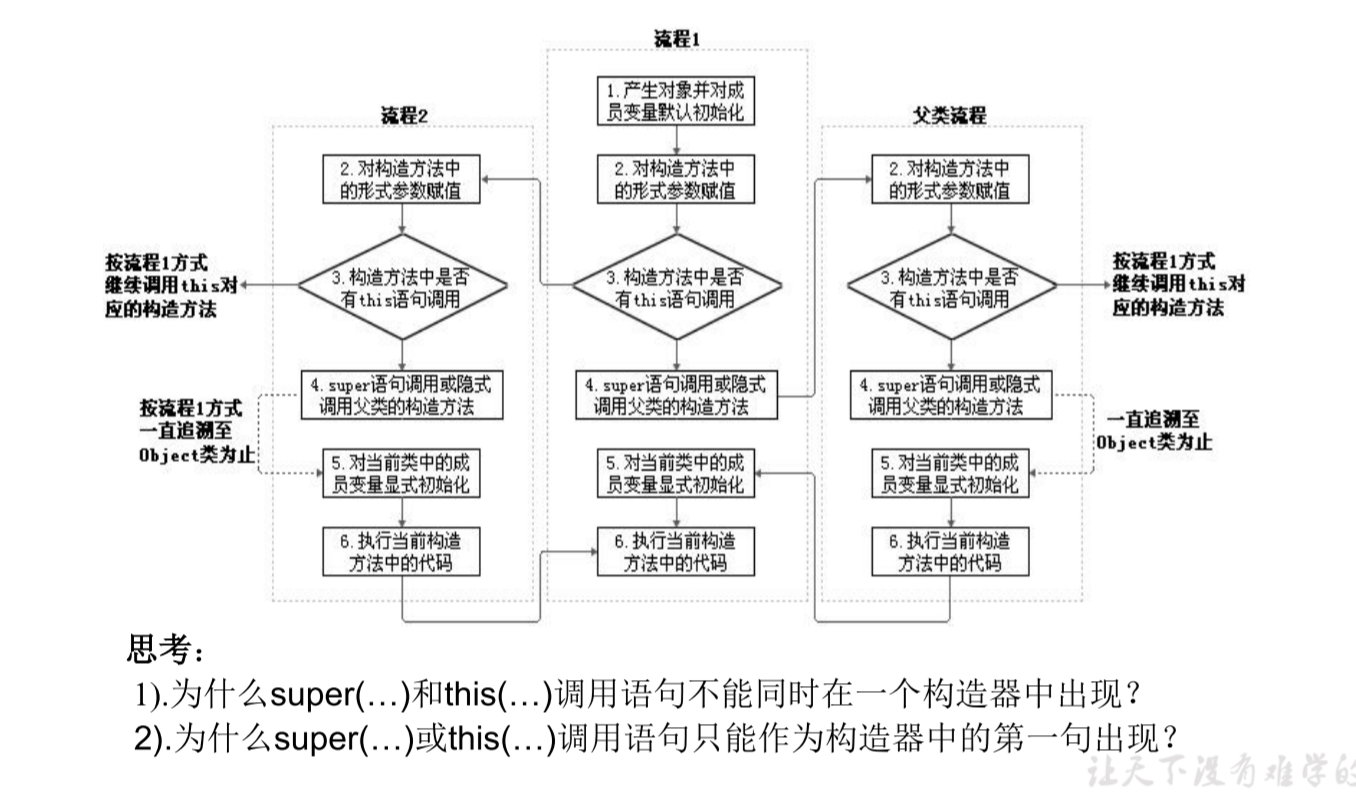 流程1
1.产生对象并对成
员变量默认初始化
2.对构造方法中
的形式参数赋值
3.构造方法中是否
有this语句调用
4.super语句调用或隐式
调用父类的构造方法
5.对当前类中的成
员变量显式初始化
6.执行当前构造
方法中的代码
流程2
2.对构造方法中
的形式参数赋值
3.构造方法中是否
有this语句调用
按流程1方式
继续调用this对
应的构造方法
4.super语句调用或隐式
调用父类的构造方法
按流程1方式
一直追溯至
Object类为止
5.对当前类中的成
员变量显式初始化
6.执行当前构造
方法中的代码
父类流程
2.对构造方法中
的形式参数赋值
3.构造方法中是否
有this语句调用
按流程1方式
继续调用this对
应的构造方法
4.super语句调用或隐式
调用父类的构造方法
一直追溯至
Object类为止
5.对当前类中的成
员变量显式初始化
6.执行当前构造
方法中的代码
思考：
1).为什么super(…)和this(…)调用语句不能同时在一个构造器中出现？
2).为什么super(…)或this(…)调用语句只能作为构造器中的第一句出现？
让天下没有难学的